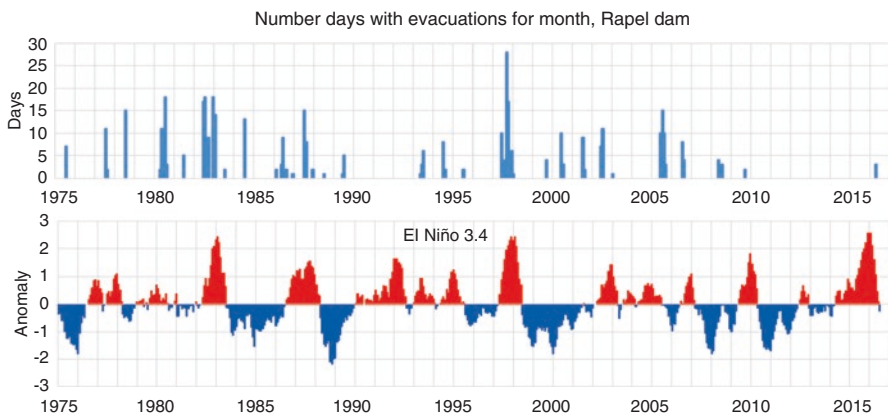 Number days with evacuations for month, Rapel dam
Days
30
25
20
15
10
5
0
1975 1980 1985 1990 1995 2000 2005 2010 2015
El Niño 3.4
Anomaly
3
2
1
0
-1
-2
-3
1975 1980 1985 1990 1995 2000 2005 2010 2015